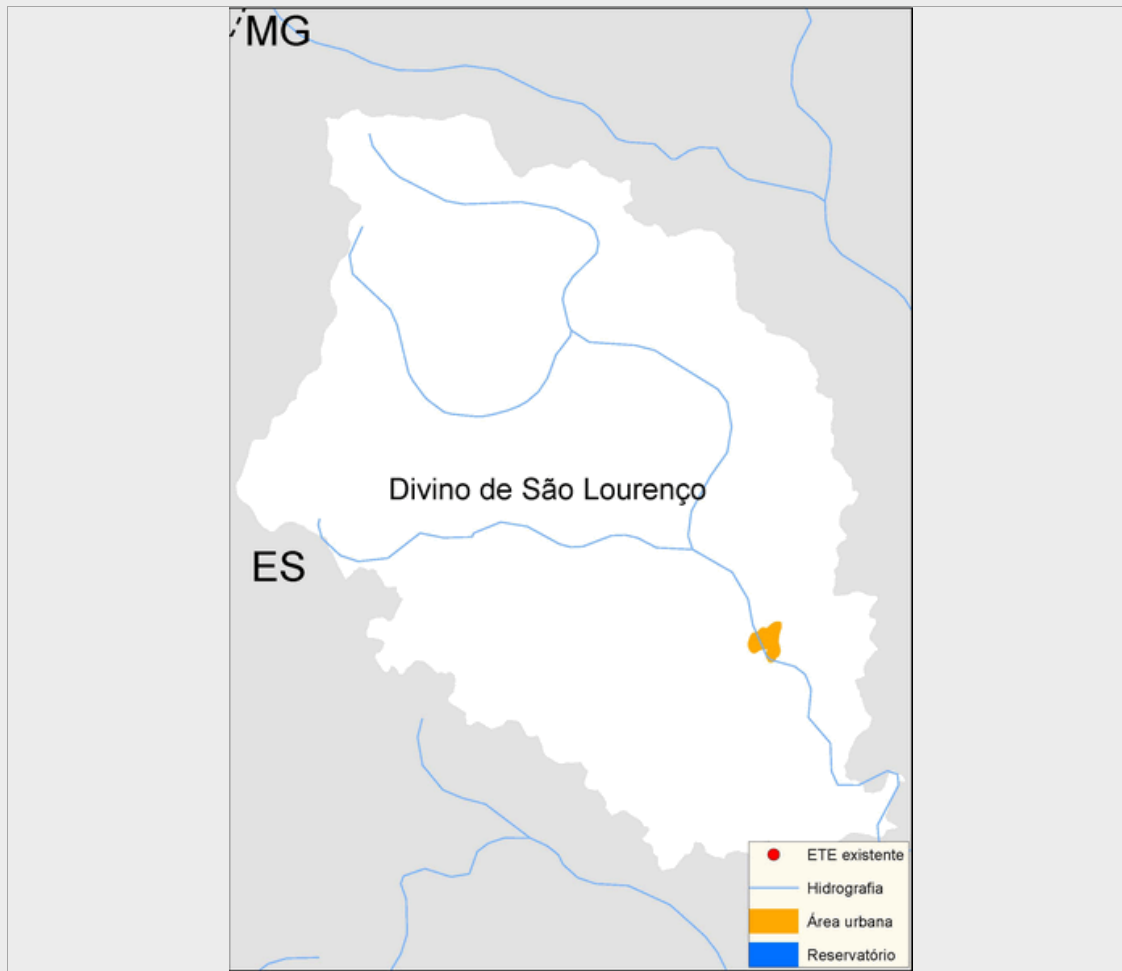 MG
Divino de São Lourenço
ES
ETE existente
Hidrografia
Área urbana
Reservatório